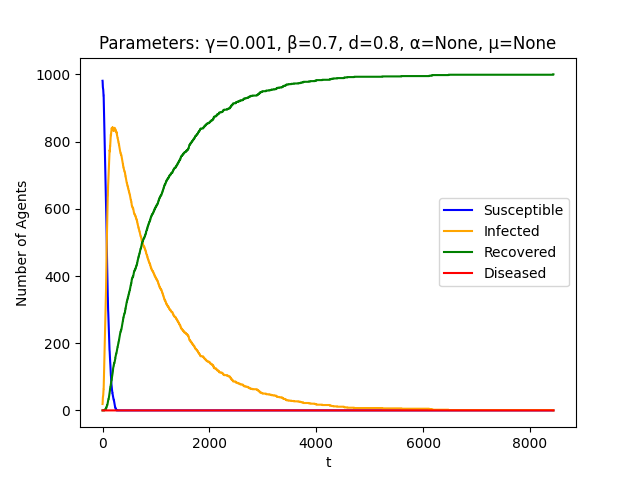 Parameters: γ=0.001, β=0.7, d=0.8, α=None, μ=None
Number of Agents
1000
800
600
400
200
0
Susceptible
Infected
Recovered
Diseased
0 2000 4000 6000 8000
t